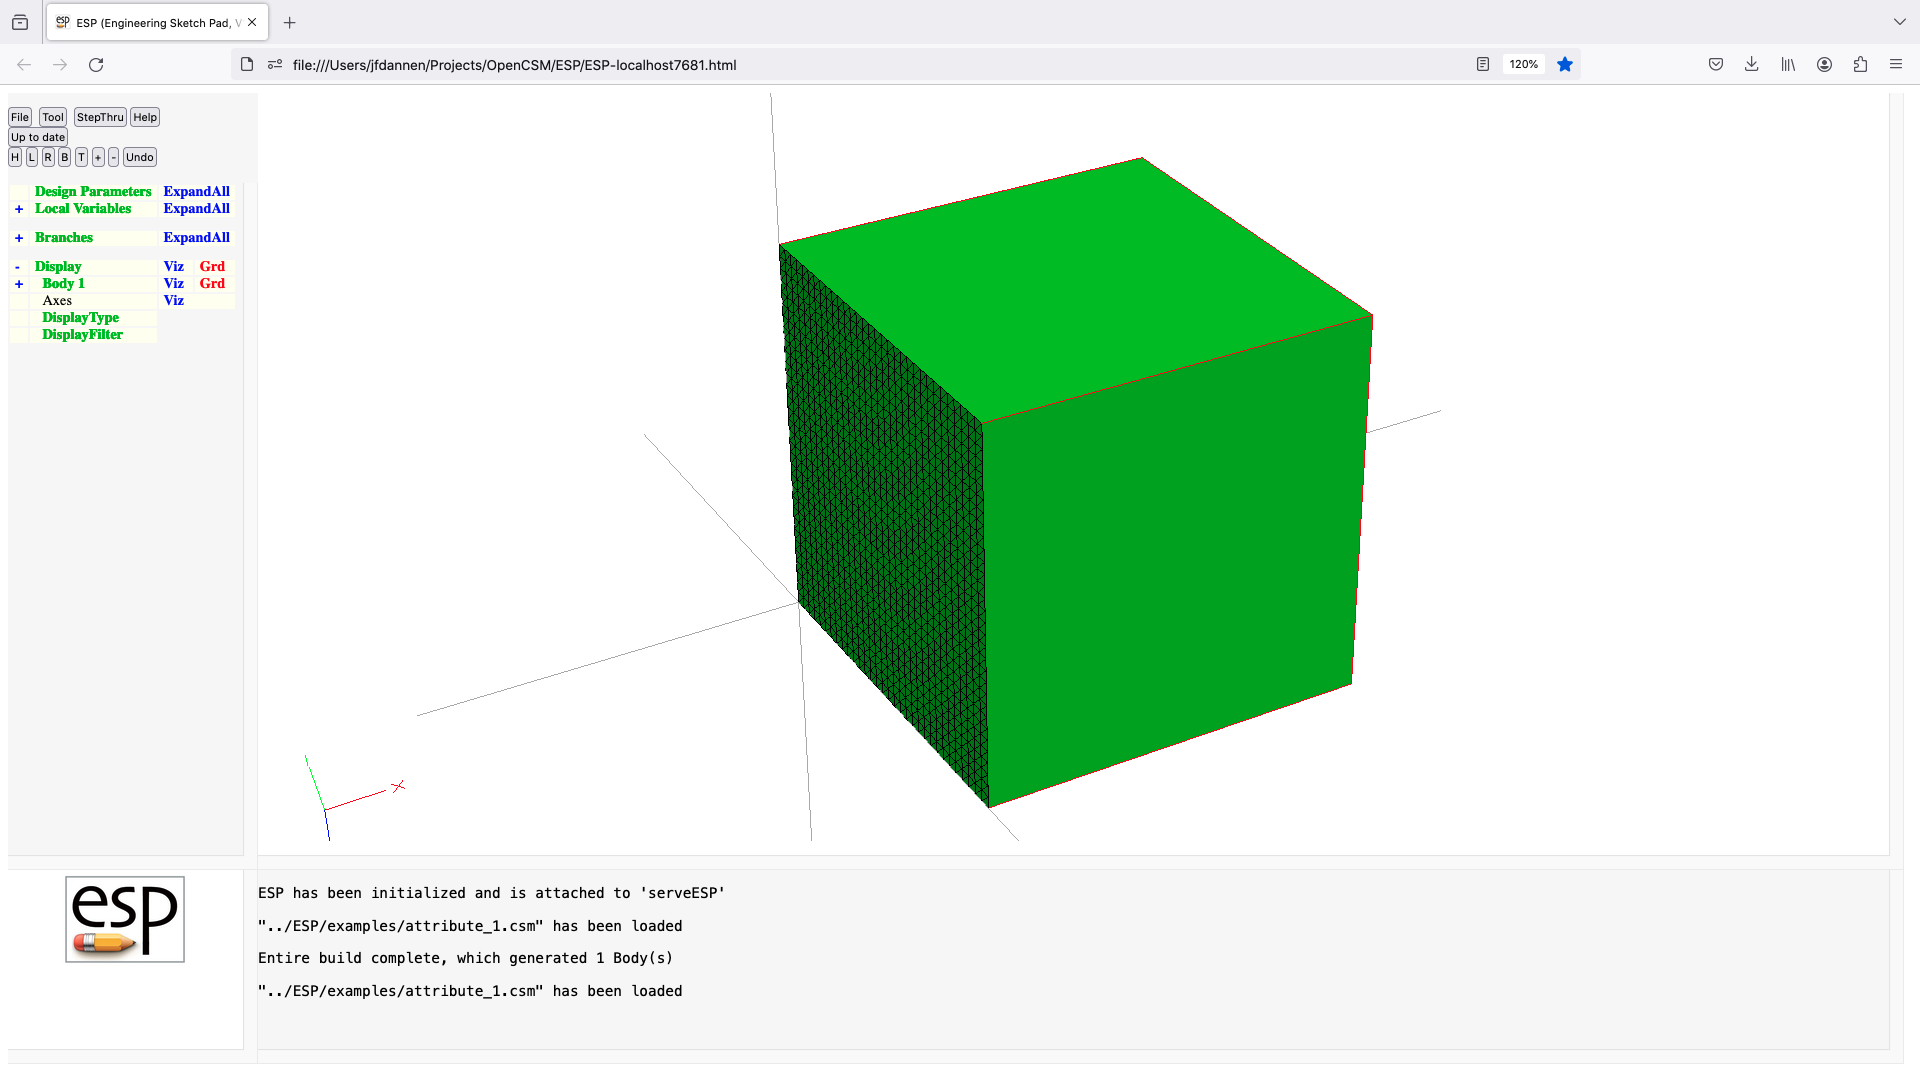 esp ESP (Engineering Sketch Pad, V
file:///Users/jfdannen/Projects/OpenCSM/ESP/ESP-localhost7681.html 120%
File Tool StepThru Help
Up to date
H L R B T + - Undo
Design Parameters ExpandAll
+ Local Variables ExpandAll
+ Branches ExpandAll
- Display Viz Grd
+ Body 1 Viz Grd
Axes Viz
DisplayType
DisplayFilter
X
esp
ESP has been initialized and is attached to 'serveESP'
"../ESP/examples/attribute_1.csm" has been loaded
Entire build complete, which generated 1 Body(s)
"../ESP/examples/attribute_1.csm" has been loaded